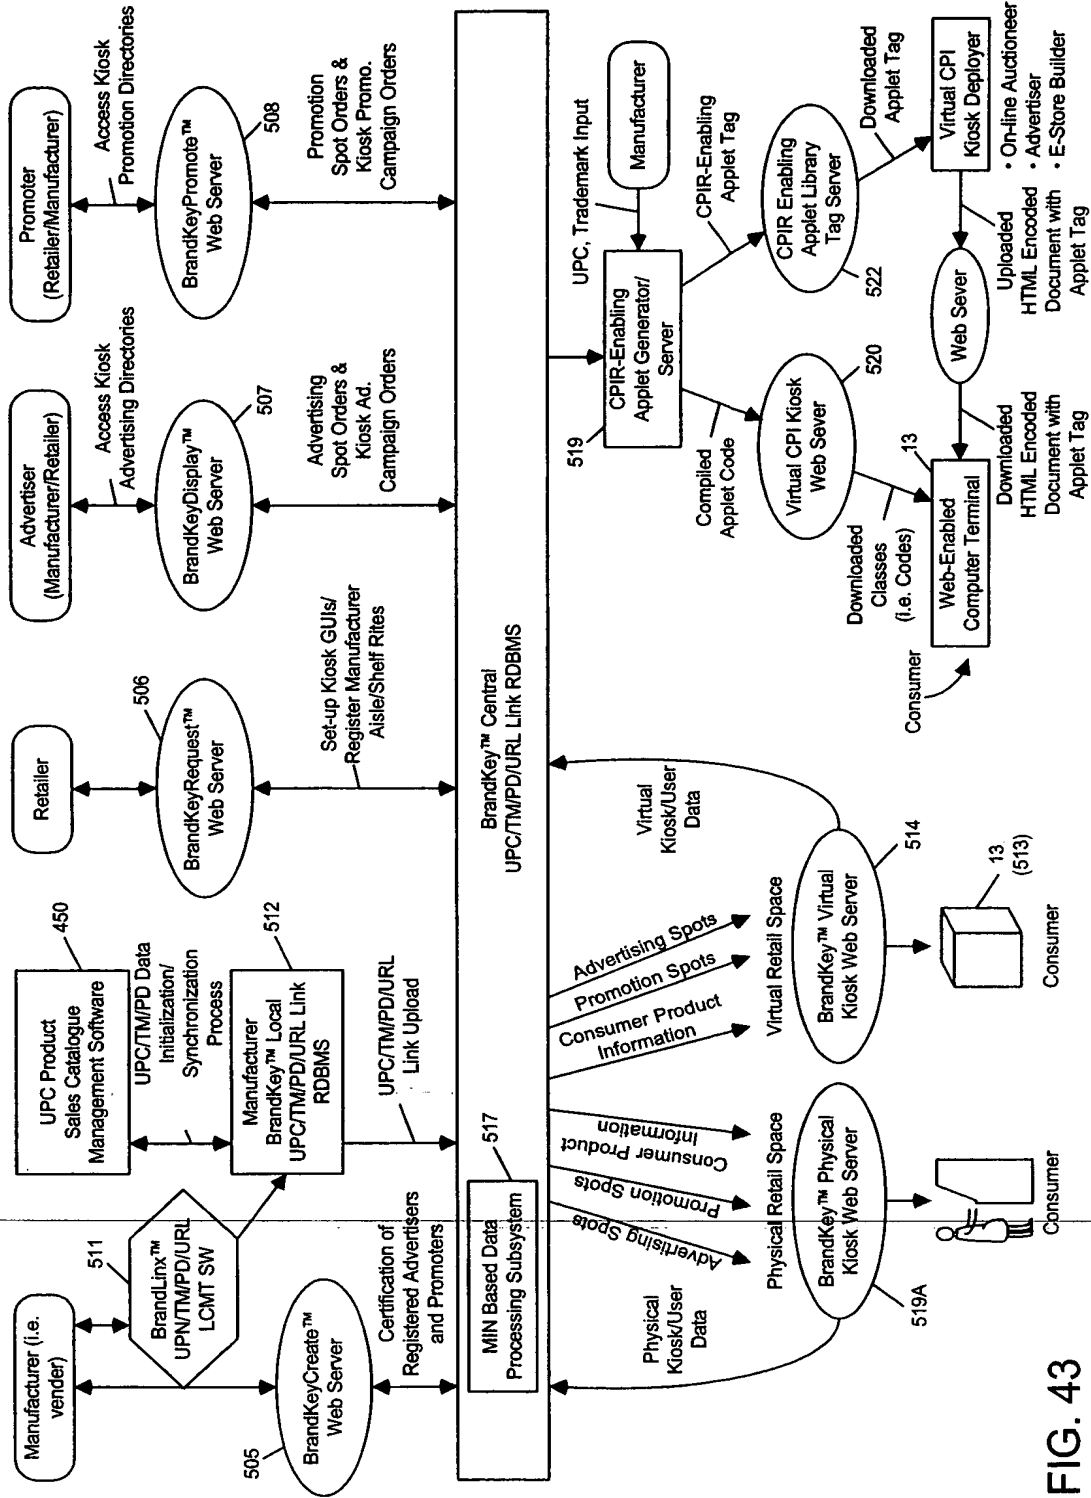 Manufacturer (i.e.
vender)
511
BrandLinx™
UPN/TM/PD/URL
LCMT SW
BrandKeyCreate™
Web Server
505
Certification of
Registered Advertisers
and Promoters
UPC Product
Sales Catalogue
Management Software
450
UPC/TM/PD Data
Initialization/
Synchronization
Process
Manufacturer
BrandKey™ Local
UPC/TM/PD/URL Link
RDBMS
512
UPC/TM/PD/URL
Link Upload
Retailer
BrandKeyRequest™
Web Server
506
Set-up Kiosk GUIs/
Register Manufacturer
Aisle/Shelf Rites
Advertiser
(Manufacturer/Retailer)
Access Kiosk
Advertising Directories
BrandKeyDisplay™
Web Server
507
Advertising
Spot Orders &
Kiosk Ad.
Campaign Orders
Promoter
(Retailer/Manufacturer)
Access Kiosk
Promotion Directories
BrandKeyPromote™
Web Server
508
Promotion
Spot Orders &
Kiosk Promo.
Campaign Orders
BrandKey™ Central
UPC/TM/PD/URL Link RDBMS
MIN Based Data
Processing Subsystem
517
Physical
Kiosk/User
Data
Advertising Spots
Promotion Spots
Consumer Product
Information
Physical Retail Space
BrandKey™ Physical
Kiosk Web Server
519A
Consumer
Advertising Spots
Promotion Spots
Consumer Product
Information
Virtual Retail Space
BrandKey™ Virtual
Kiosk Web Server
514
Virtual
Kiosk/User
Data
13
(513)
Consumer
Manufacturer
UPC, Trademark Input
CPIR-Enabling
Applet Generator/
Server
519
Compiled
Applet Code
CPIR-Enabling
Applet Tag
Virtual CPI Kiosk
Web Sever
520
CPIR Enabling
Applet Library
Tag Server
522
Downloaded
Classes
(i.e. Codes)
Downloaded
Applet Tag
Consumer
Web-Enabled
Computer Terminal
13
Web Sever
Virtual CPI
Kiosk Deployer
• On-line Auctioneer
• Advertiser
• E-Store Builder
Downloaded
HTML Encoded
Document with
Applet Tag
Uploaded
HTML Encoded
Document with
Applet Tag
FIG. 43